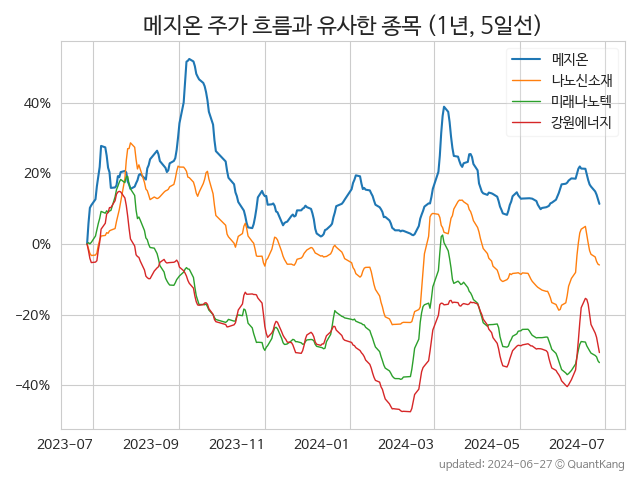 메지온 주가 흐름과 유사한 종목 (1년, 5일선)
메지온
나노신소재
미래나노텍
강원에너지
40%
20%
0%
−20%
−40%
2023-07 2023-09 2023-11 2024-01 2024-03 2024-05 2024-07
updated: 2024-06-27 © QuantKang